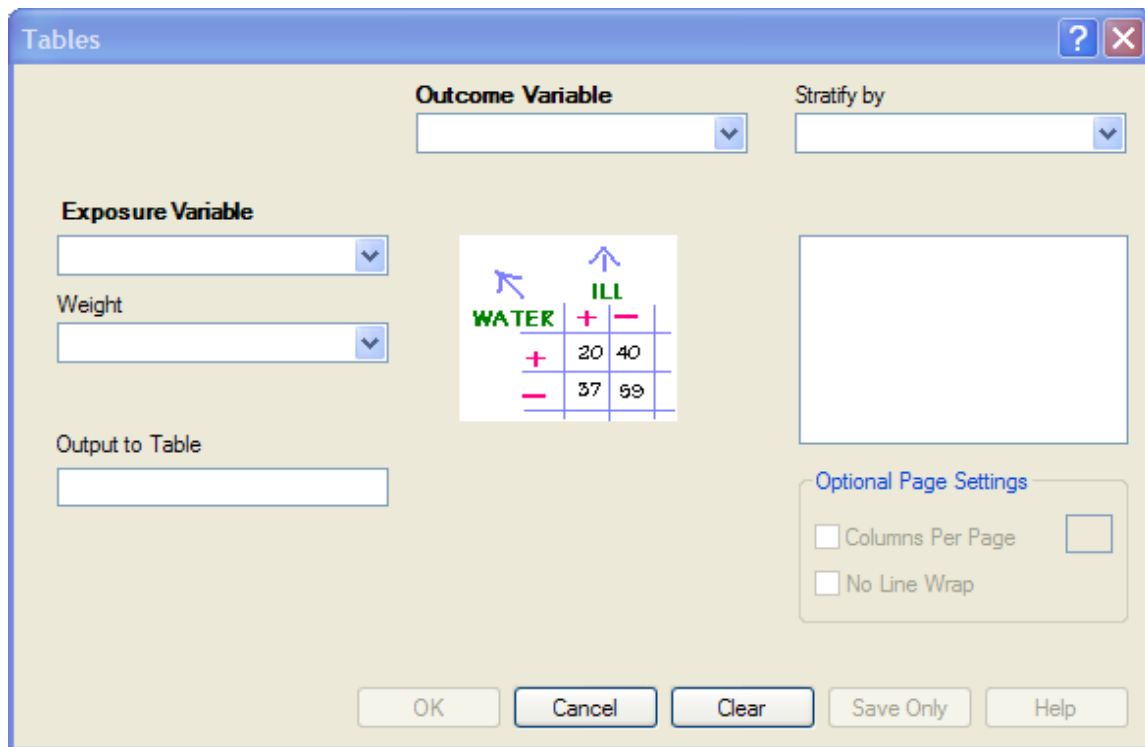 Tables
Outcome Variable
Stratify by
Exposure Variable
Weight
ILL
WATER + −
+ 20 40
− 37 59
Output to Table
Optional Page Settings
Columns Per Page
No Line Wrap
OK Cancel Clear Save Only Help